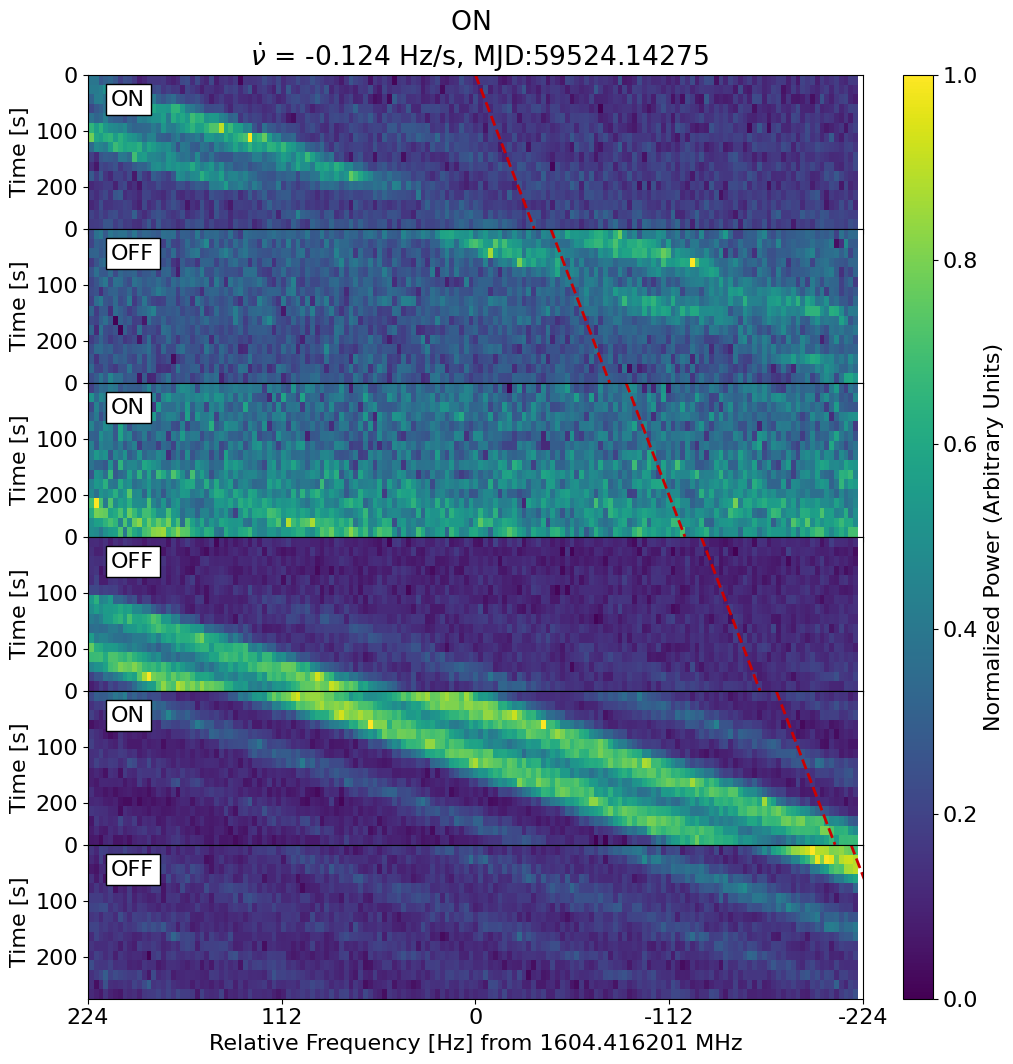 ON
ν̇ = -0.124 Hz/s, MJD:59524.14275
0
100
200
Time [s]
ON
0
100
200
Time [s]
OFF
0
100
200
Time [s]
ON
0
100
200
Time [s]
OFF
0
100
200
Time [s]
ON
0
100
200
Time [s]
OFF
224
112
0
-112
-224
Relative Frequency [Hz] from 1604.416201 MHz
1.0
0.8
0.6
0.4
0.2
0.0
Normalized Power (Arbitrary Units)